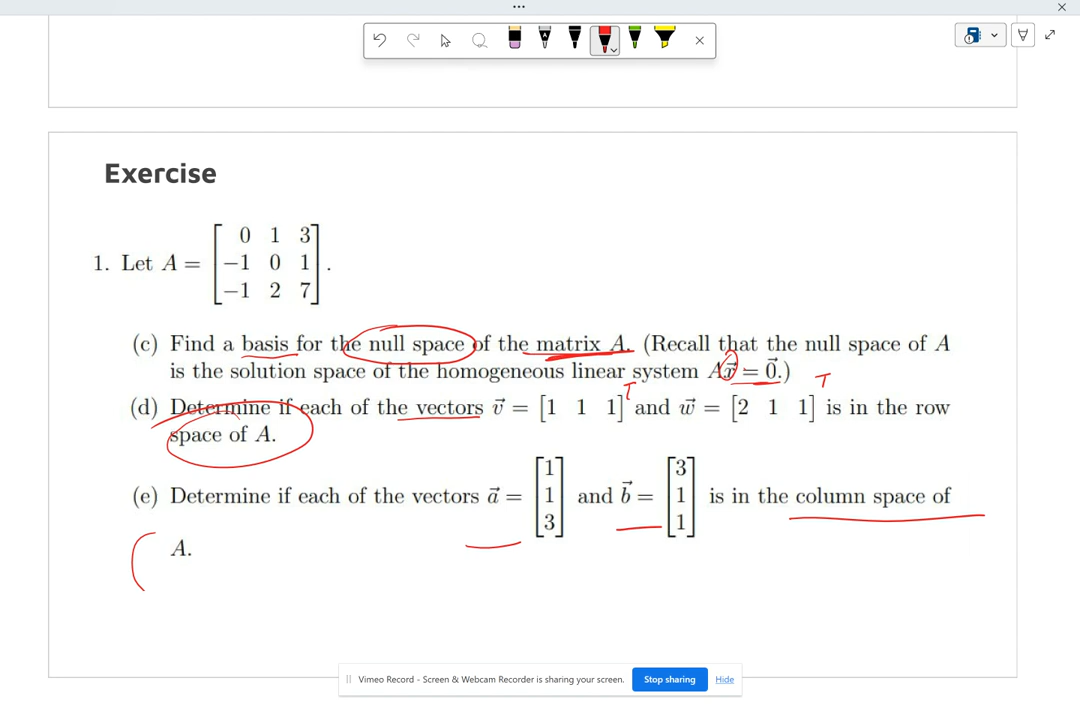 Exercise
1. Let A = [ 0 1 3
−1 0 1
−1 2 7 ] .
(c) Find a basis for the null space of the matrix A. (Recall that the null space of A
is the solution space of the homogeneous linear system Ax⃗ = 0⃗.)
(d) Determine if each of the vectors v⃗ = [1 1 1]ᵀ and w⃗ = [2 1 1]ᵀ is in the row
space of A.
(e) Determine if each of the vectors a⃗ = [1 1 3] and b⃗ = [3 1 1] is in the column space of
A.
Vimeo Record - Screen & Webcam Recorder is sharing your screen. Stop sharing Hide